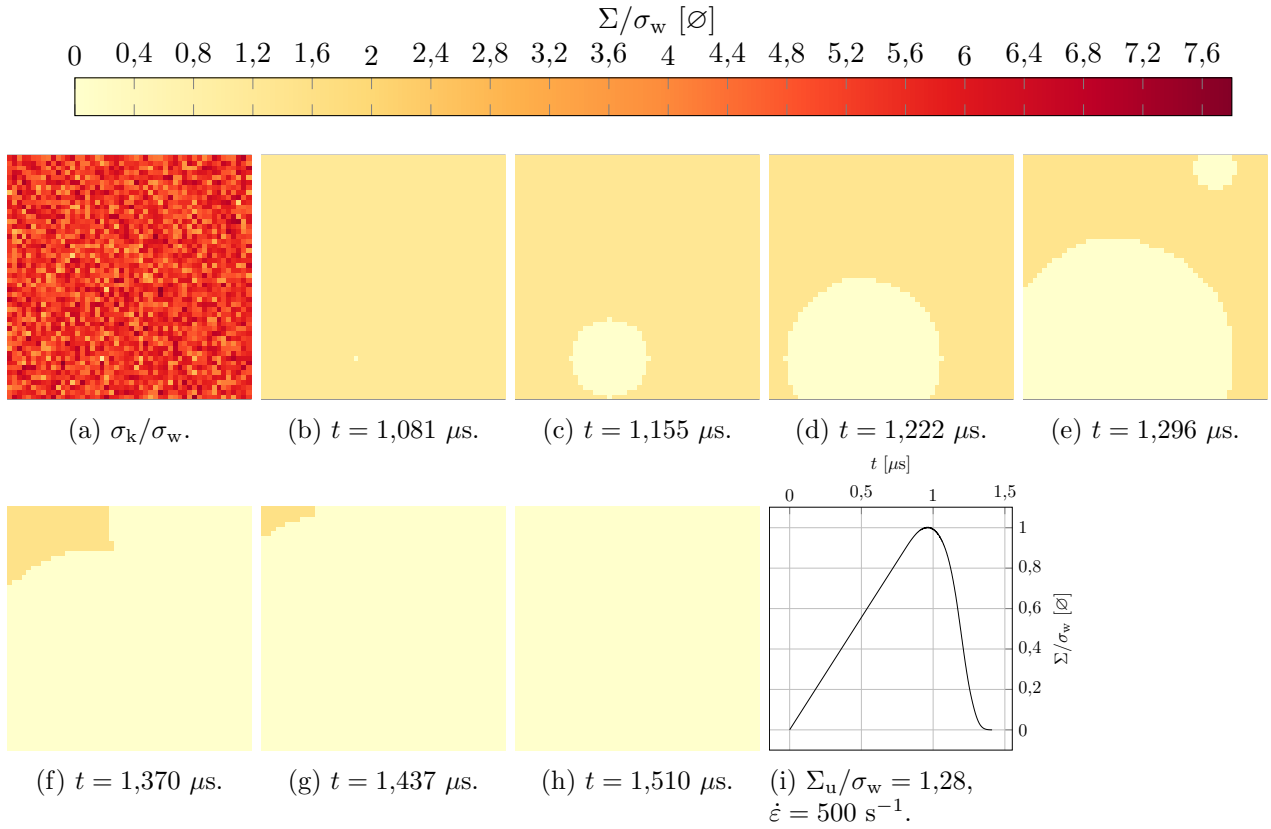 Σ/σw [∅]
0 0,4 0,8 1,2 1,6 2 2,4 2,8 3,2 3,6 4 4,4 4,8 5,2 5,6 6 6,4 6,8 7,2 7,6
(a) σk/σw.
(b) t = 1,081 μs.
(c) t = 1,155 μs.
(d) t = 1,222 μs.
(e) t = 1,296 μs.
t [μs]
0 0,5 1 1,5
1
0,8
0,6
0,4
0,2
0
Σ/σw [∅]
(f) t = 1,370 μs.
(g) t = 1,437 μs.
(h) t = 1,510 μs.
(i) Σu/σw = 1,28,
ε̇ = 500 s⁻¹.